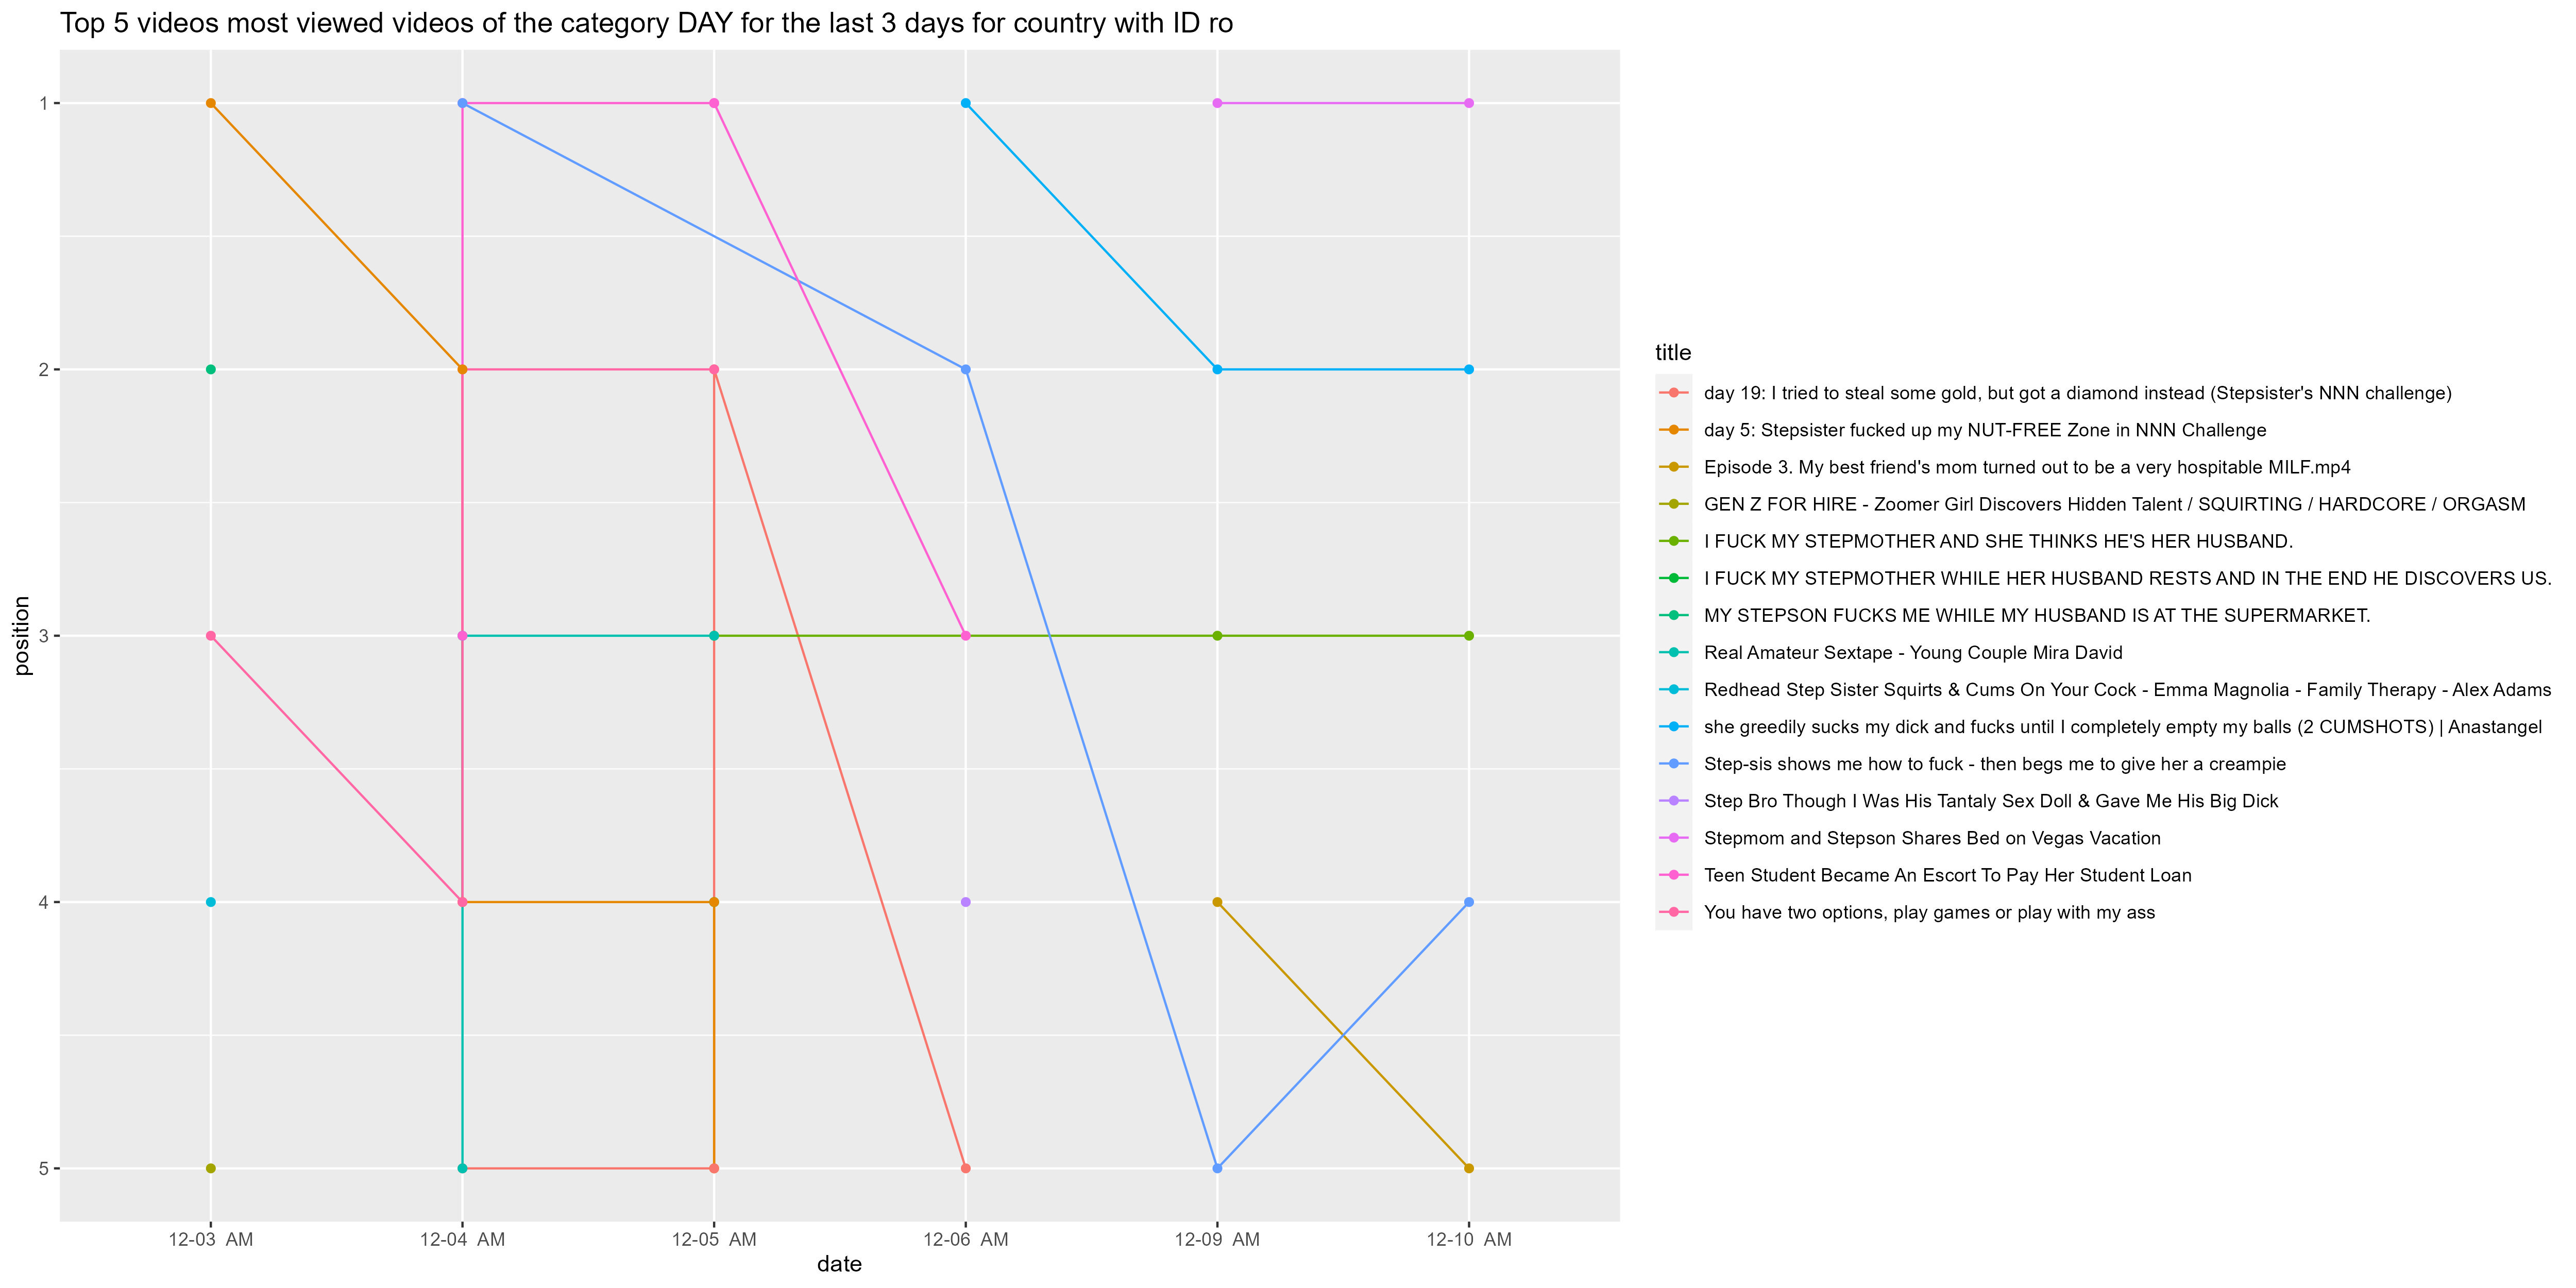 Top 5 videos most viewed videos of the category DAY for the last 3 days for country with ID ro
position
1
2
3
4
5
12-03 AM
12-04 AM
12-05 AM
12-06 AM
12-09 AM
12-10 AM
date
title
day 19: I tried to steal some gold, but got a diamond instead (Stepsister's NNN challenge)
day 5: Stepsister fucked up my NUT-FREE Zone in NNN Challenge
Episode 3. My best friend's mom turned out to be a very hospitable MILF.mp4
GEN Z FOR HIRE - Zoomer Girl Discovers Hidden Talent / SQUIRTING / HARDCORE / ORGASM
I FUCK MY STEPMOTHER AND SHE THINKS HE'S HER HUSBAND.
I FUCK MY STEPMOTHER WHILE HER HUSBAND RESTS AND IN THE END HE DISCOVERS US.
MY STEPSON FUCKS ME WHILE MY HUSBAND IS AT THE SUPERMARKET.
Real Amateur Sextape - Young Couple Mira David
Redhead Step Sister Squirts & Cums On Your Cock - Emma Magnolia - Family Therapy - Alex Adams
she greedily sucks my dick and fucks until I completely empty my balls (2 CUMSHOTS) | Anastangel
Step-sis shows me how to fuck - then begs me to give her a creampie
Step Bro Though I Was His Tantaly Sex Doll & Gave Me His Big Dick
Stepmom and Stepson Shares Bed on Vegas Vacation
Teen Student Became An Escort To Pay Her Student Loan
You have two options, play games or play with my ass